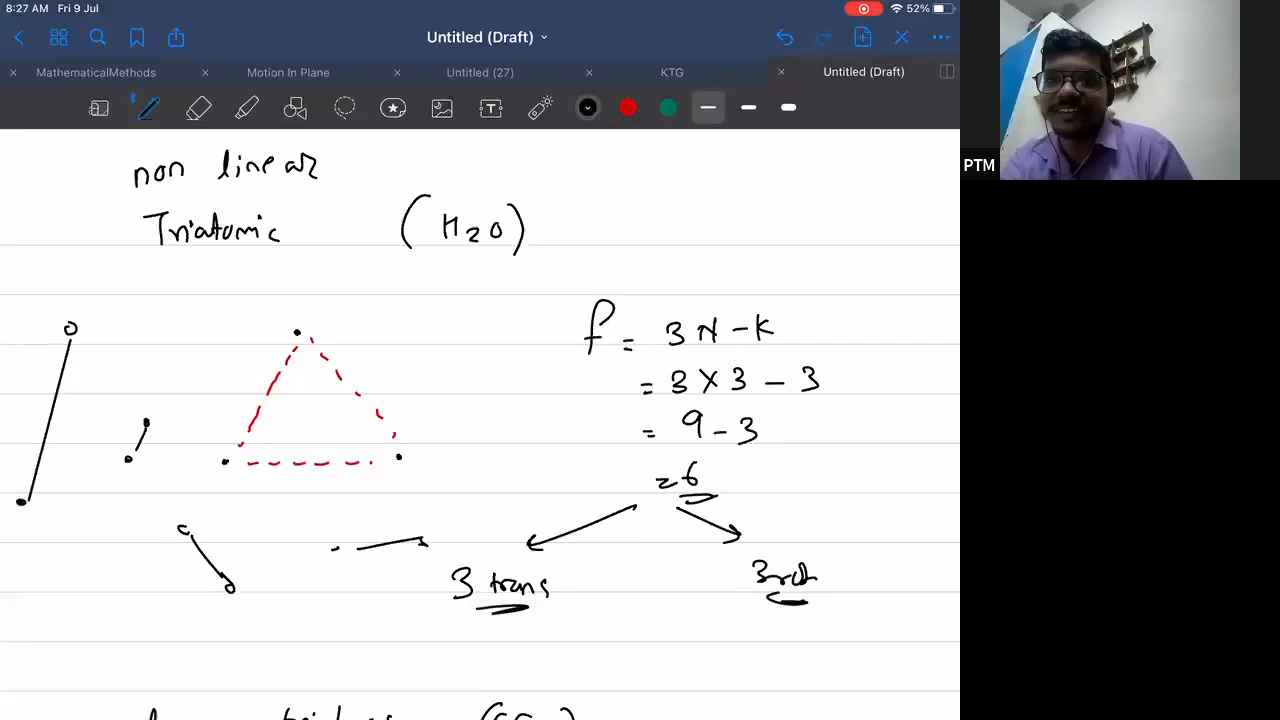 8:27 AM Fri 9 Jul
52%
Untitled (Draft)
MathematicalMethods
Motion In Plane
Untitled (27)
KTG
Untitled (Draft)
PTM
non linear
Triatomic (H2O)
f = 3N - K
= 3 × 3 - 3
= 9 - 3
= 6
3 trans
3 rot